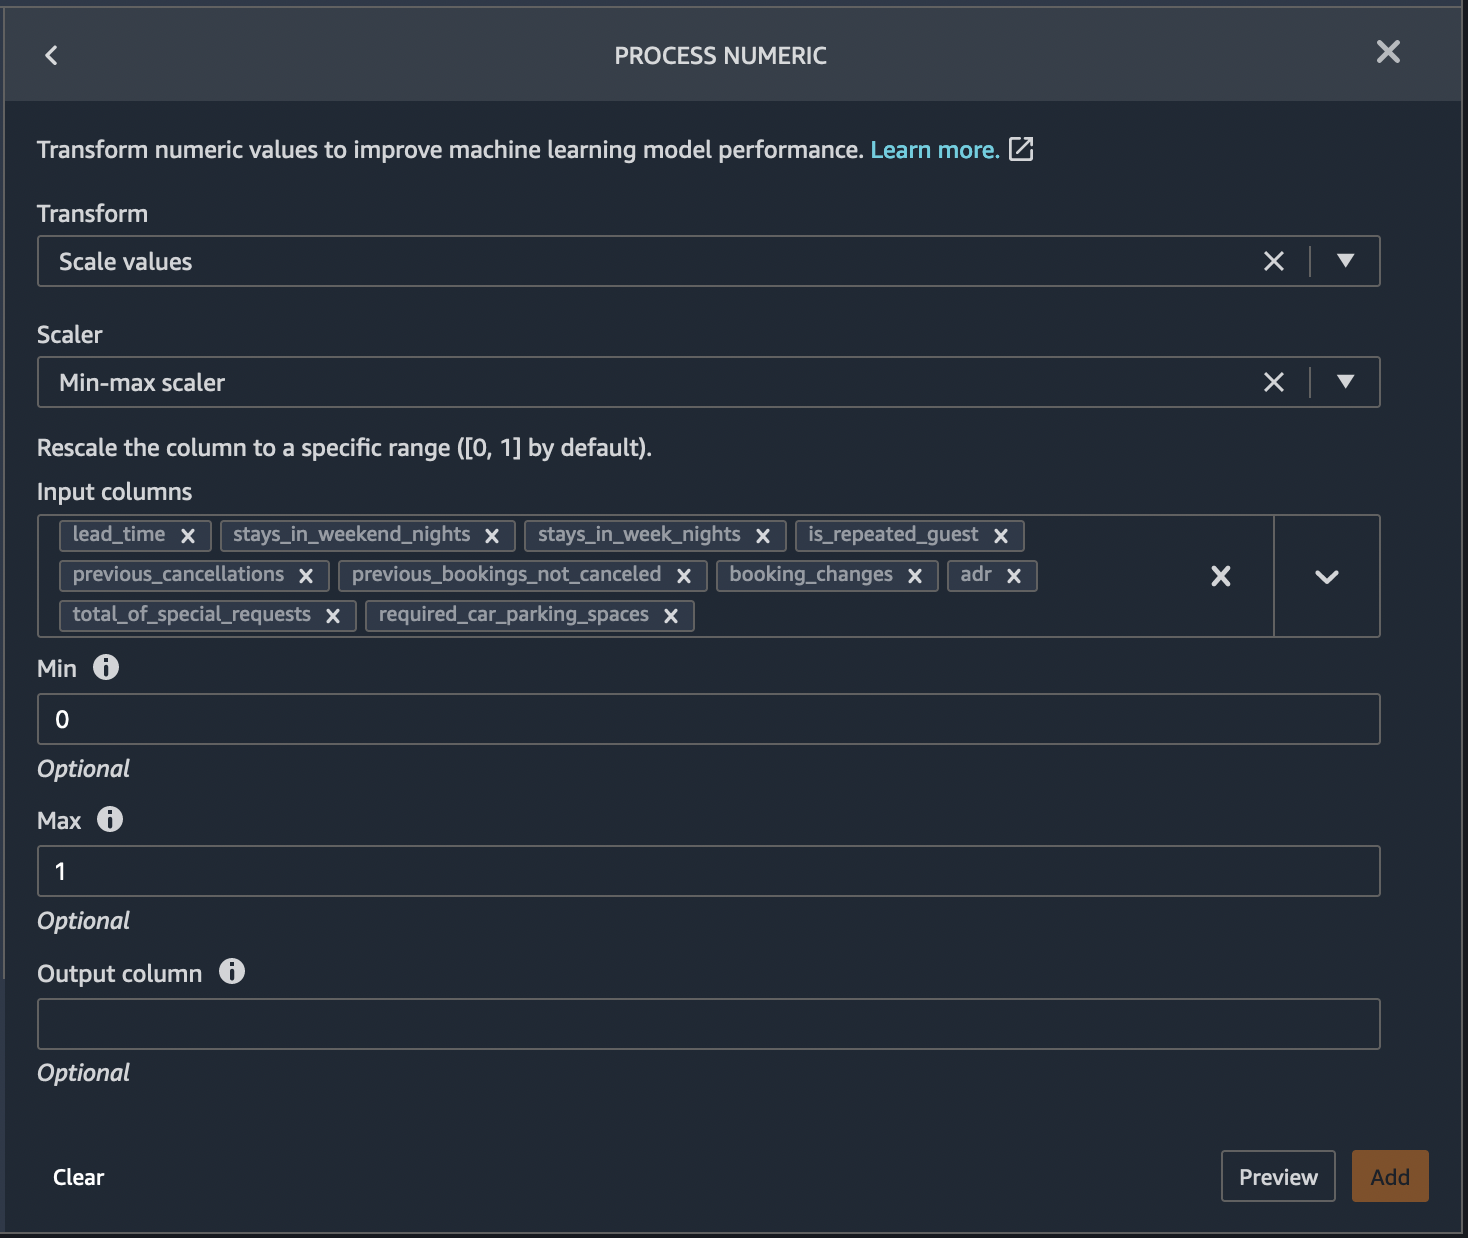 PROCESS NUMERIC
Transform numeric values to improve machine learning model performance. Learn more.
Transform
Scale values
Scaler
Min-max scaler
Rescale the column to a specific range ([0, 1] by default).
Input columns
lead_time stays_in_weekend_nights stays_in_week_nights is_repeated_guest
previous_cancellations previous_bookings_not_canceled booking_changes adr
total_of_special_requests required_car_parking_spaces
Min
0
Optional
Max
1
Optional
Output column
Optional
Clear Preview Add